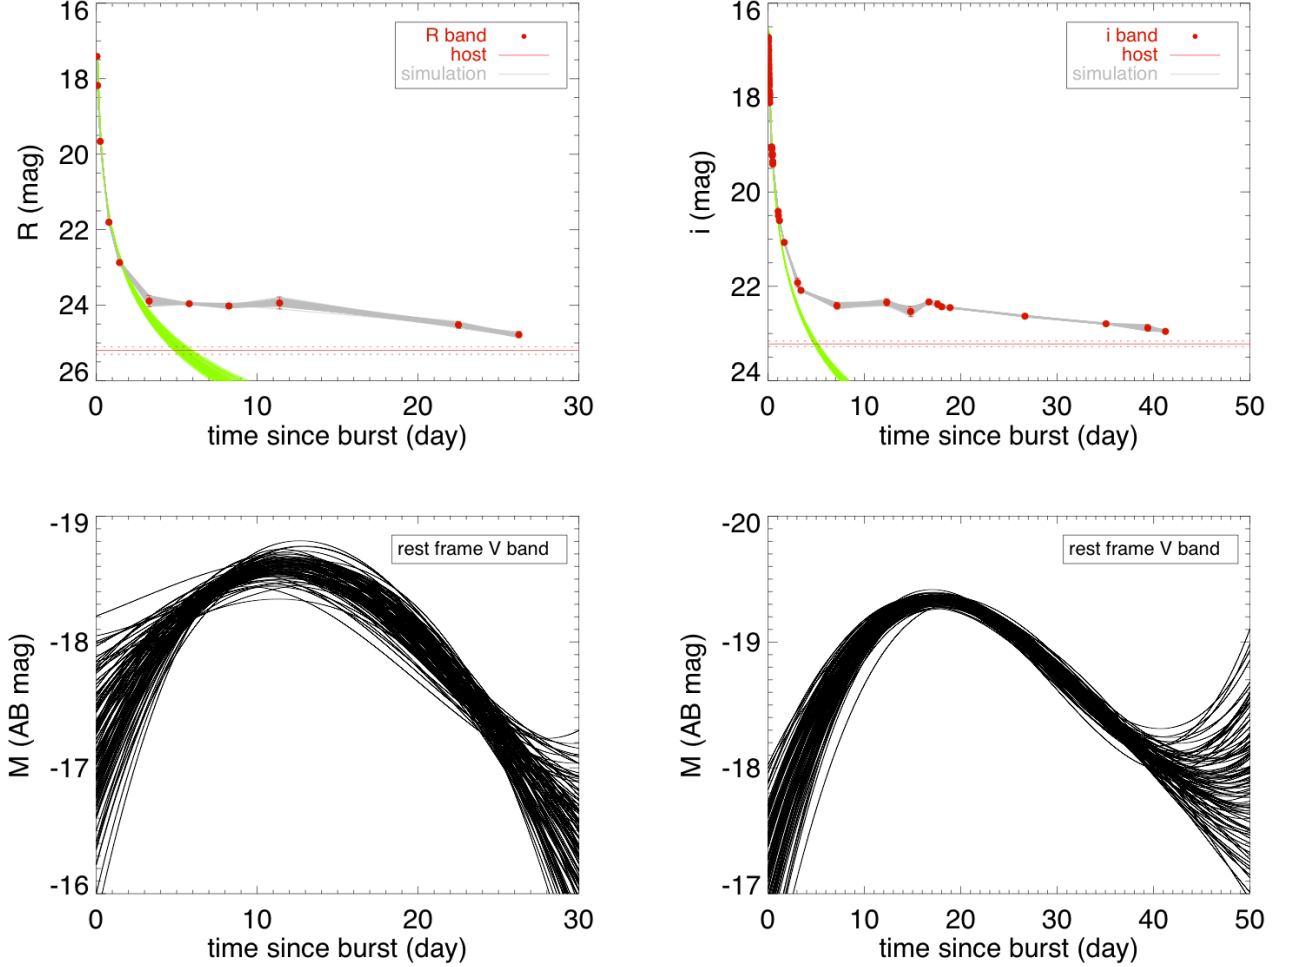 R band
host
simulation
16
18
20
22
24
26
R (mag)
0
10
20
30
time since burst (day)
i band
host
simulation
16
18
20
22
24
i (mag)
0
10
20
30
40
50
time since burst (day)
rest frame V band
-19
-18
-17
-16
M (AB mag)
0
10
20
30
time since burst (day)
rest frame V band
-20
-19
-18
-17
M (AB mag)
0
10
20
30
40
50
time since burst (day)